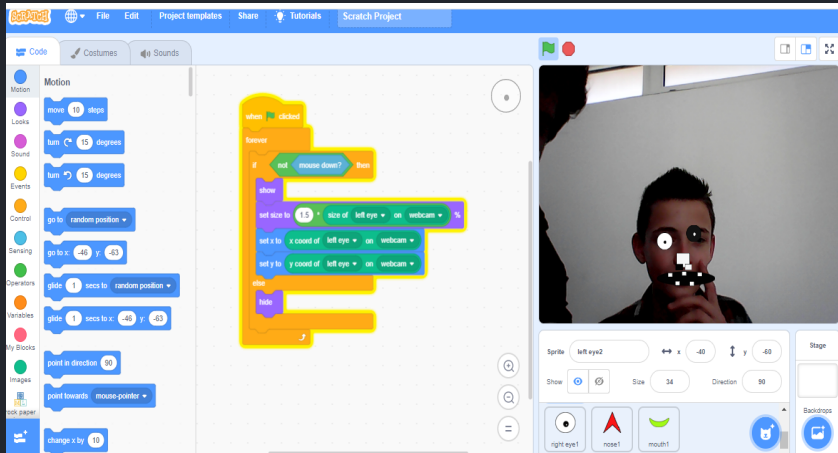 SCRATCH File Edit Project templates Share Tutorials Scratch Project
Code Costumes Sounds
Motion
Looks
Sound
Events
Control
Sensing
Operators
Variables
My Blocks
Images
rock paper
Motion
move 10 steps
turn 15 degrees
turn 15 degrees
go to random position
go to x: -46 y: -63
glide 1 secs to random position
glide 1 secs to x: -46 y: -63
point in direction 90
point towards mouse-pointer
change x by 10
when clicked
forever
if not mouse down? then
show
set size to 1.5 * size of left eye on webcam %
set x to x coord of left eye on webcam
set y to y coord of left eye on webcam
else
hide
Sprite left eye2 x -40 y -60
Show Size 34 Direction 90
right eye1 nose1 mouth1
Stage
Backdrops